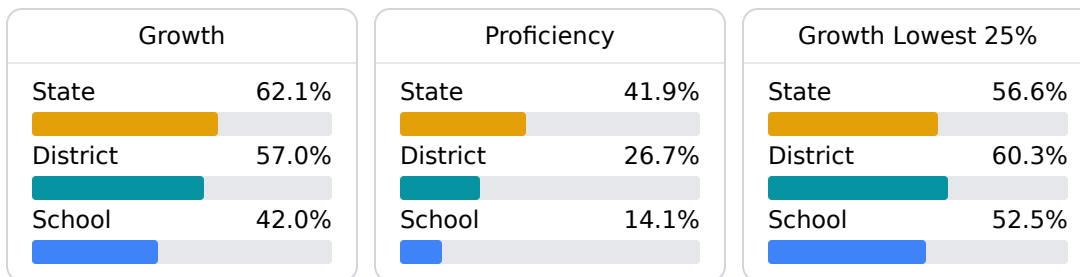 Growth
State 62.1%
District 57.0%
School 42.0%
Proficiency
State 41.9%
District 26.7%
School 14.1%
Growth Lowest 25%
State 56.6%
District 60.3%
School 52.5%